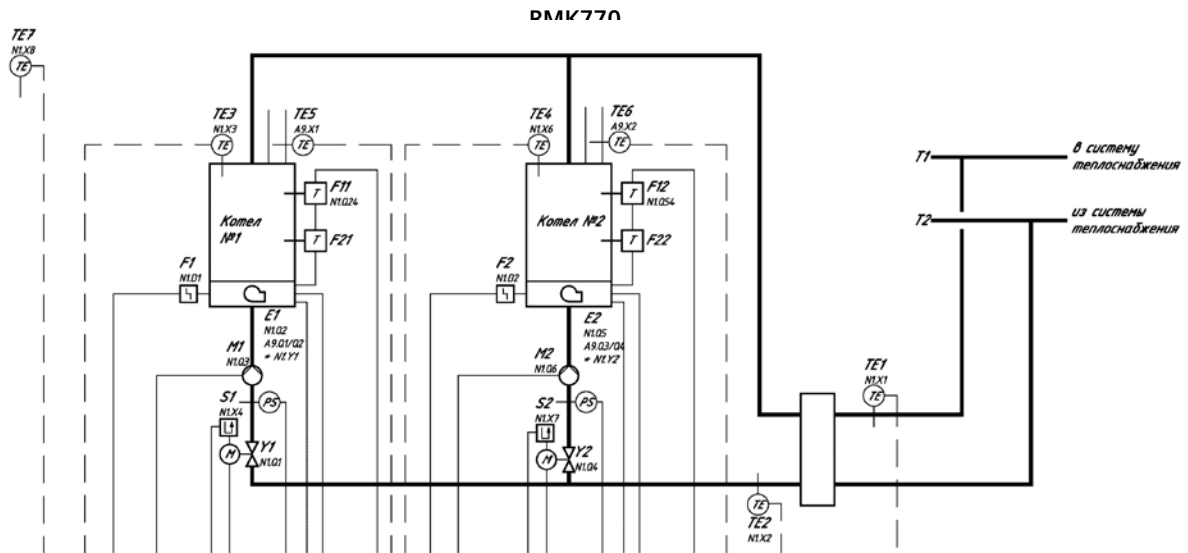 RMK770
TE7
N1.X8
TE
TE3
N1.X3
TE
TE5
A9.X1
TE
TE4
N1.X6
TE
TE6
A9.X2
TE
Котел
№1
T
F11
N1.Q24
T
F21
Котел №2
T
F12
N1.Q54
T
F22
T1
в систему
теплоснабжения
T2
из системы
теплоснабжения
F1
N1.D1
F2
N1.D2
E1
N1.Q2
A9.Q1/Q2
* N1.Y1
E2
N1.Q5
A9.Q3/Q4
* N1.Y2
M1
N1.Q3
M2
N1.Q6
TE1
N1.X1
TE
S1
N1.X4
PS
S2
N1.X7
PS
M
Y1
N1.Q1
M
Y2
N1.Q4
TE
TE2
N1.X2